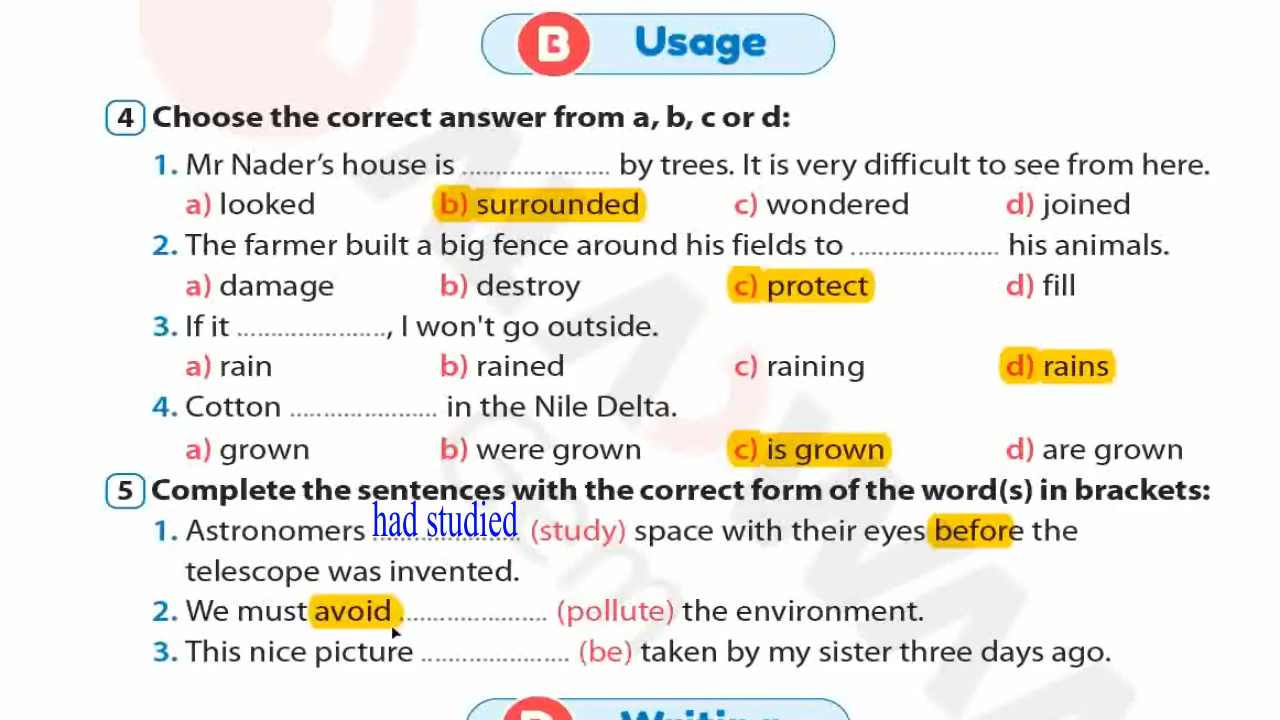 B Usage
4 Choose the correct answer from a, b, c or d:
1. Mr Nader's house is ...................... by trees. It is very difficult to see from here.
a) looked b) surrounded c) wondered d) joined
2. The farmer built a big fence around his fields to ...................... his animals.
a) damage b) destroy c) protect d) fill
3. If it ......................, I won't go outside.
a) rain b) rained c) raining d) rains
4. Cotton ...................... in the Nile Delta.
a) grown b) were grown c) is grown d) are grown
5 Complete the sentences with the correct form of the word(s) in brackets:
1. Astronomers had studied (study) space with their eyes before the
telescope was invented.
2. We must avoid ...................... (pollute) the environment.
3. This nice picture ...................... (be) taken by my sister three days ago.